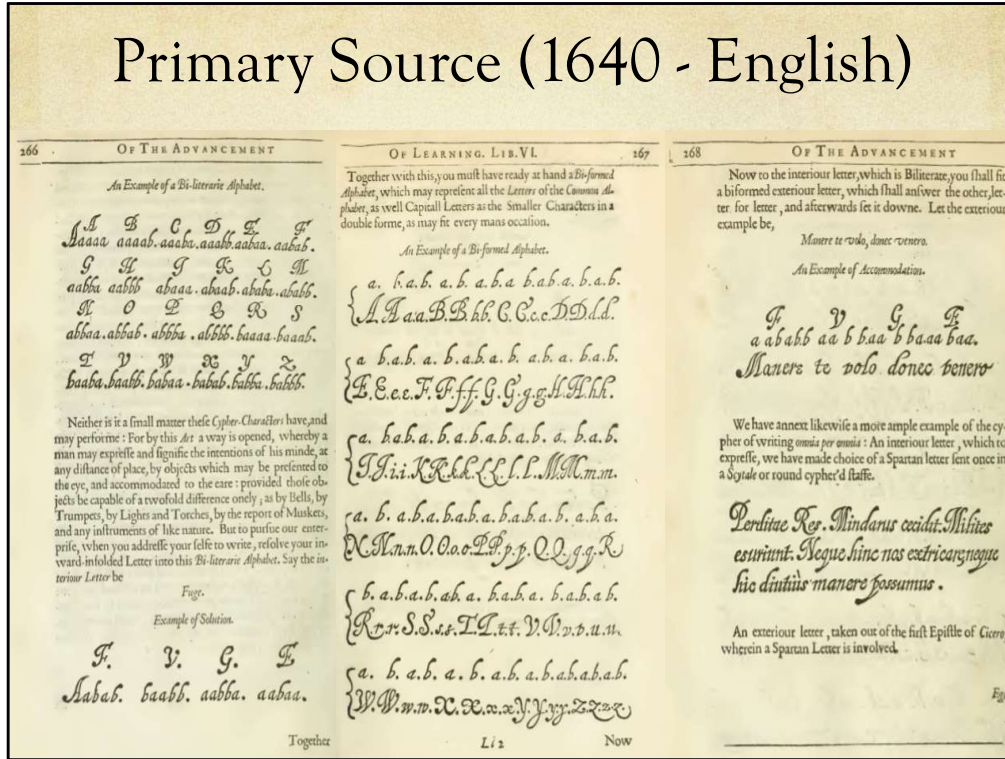 Primary Source (1640 - English)
266 OF THE ADVANCEMENT
An Example of a Bi-literarie Alphabet.
A B C D E F
Aaaaa aaaab. aaaba. aaabb. aabaa. aabab.
G H I K L M
aabba aabbb abaaa. abaab. ababa. ababb.
N O P Q R S
abbaa. abbab. abbba. abbbb. baaaa. baaab.
T V W X Y Z
baaba. baabb. babaa. babab. babba. babbb.
Neither is it a ſmall matter theſe Cypher-Characters have, and
may performe : For by this Art a way is opened, whereby a
man may expreſſe and ſignifie the intentions of his minde, at
any diſtance of place, by objects which may be preſented to
the eye, and accommodated to the eare : provided thoſe ob-
jects be capable of a twofold difference onely ; as by Bells, by
Trumpets, by Lights and Torches, by the report of Muskets,
and any inſtruments of like nature. But to purſue our enter-
priſe, when you addreſſe your ſelfe to write, reſolve your in-
ward-infolded Letter into this Bi-literarie Alphabet. Say the in-
teriour Letter be
Fuge.
Example of Solution.
F. V. G. E
Aabab. baabb. aabba. aabaa.
Together
OF LEARNING. LIB. VI. 167
Together with this, you muſt have ready at hand a Bi-formed
Alphabet, which may repreſent all the Letters of the Common Al-
phabet, as well Capitall Letters as the Smaller Characters in a
double forme, as may fit every mans occaſion.
An Example of a Bi-formed Alphabet.
a. b.a.b. a. b. a.b.a b.a.b.a. b.a.b.
A.A.a.a.B.B.b.b. C.C.c.c.D.D.d.d.
a b.a.b. a. b.a.b.a. b. a.b.a. b.a.b.
E.E.e.e.F.F.f.f.G.G.g.g.H.H.h.h.
a. b.a.b.a. b.a.b.a.b.a.b. a. b.a.b.
I.I.i.i.K.K.k.k.L.L.l.l.M.M.m.m.
a. b. a.b.a.b.a.b.a.b.a.b.a.b. a.b.a.
N.N.n.n.O.O.o.o.P.P.p.p.Q.Q.q.q.R
b. a.b.a.b.ab.a. b.a.b.a. b.a.b.a b.
R.r.r.S.S.s.s.T.T.t.t.V.V.v.v.u.u.
a. b. a.b. a. b. a.b.a.b.a.b.a.b.a.b.
W.W.w.w.X.X.x.x.Y.Y.y.y.Z.Z.z.z.
Li 2 Now
168 OF THE ADVANCEMENT
Now to the interiour letter, which is Biliterate, you ſhall fit
a biformed exteriour letter, which ſhall anſwer the other, let-
ter for letter, and afterwards ſet it downe. Let the exteriour
example be,
Manere te volo, donec venero.
An Example of Accommodation.
F V G E
a ababb aa b b.aa b ba.aa baa.
Manere te volo donec venero
We have annext likewiſe a more ample example of the cy-
pher of writing omnia per omnia : An interiour letter, which to
expreſſe, we have made choice of a Spartan letter ſent once in
a Scytale or round cypher'd ſtaffe.
Perditae Res. Mindarus cecidit. Milites
esuriunt. Neque hinc nos extricare, neque
hic diutiùs manere possumus.
An exteriour letter, taken out of the firſt Epiſtle of Cicero,
wherein a Spartan Letter is involved.